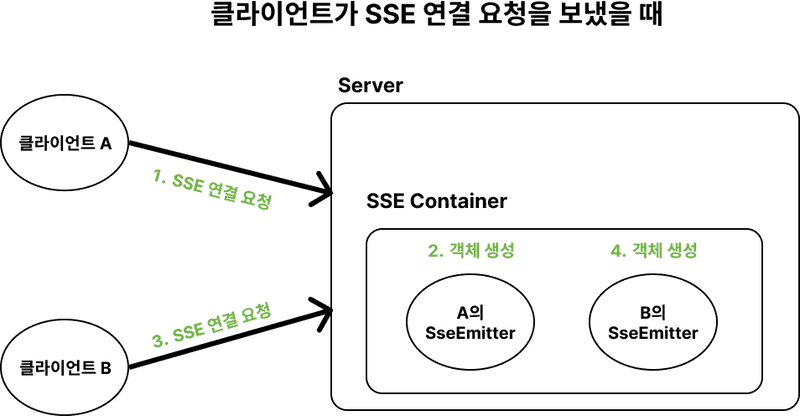 클라이언트가 SSE 연결 요청을 보냈을 때
Server
클라이언트 A
1. SSE 연결 요청
SSE Container
2. 객체 생성
4. 객체 생성
A의
SseEmitter
B의
SseEmitter
3. SSE 연결 요청
클라이언트 B